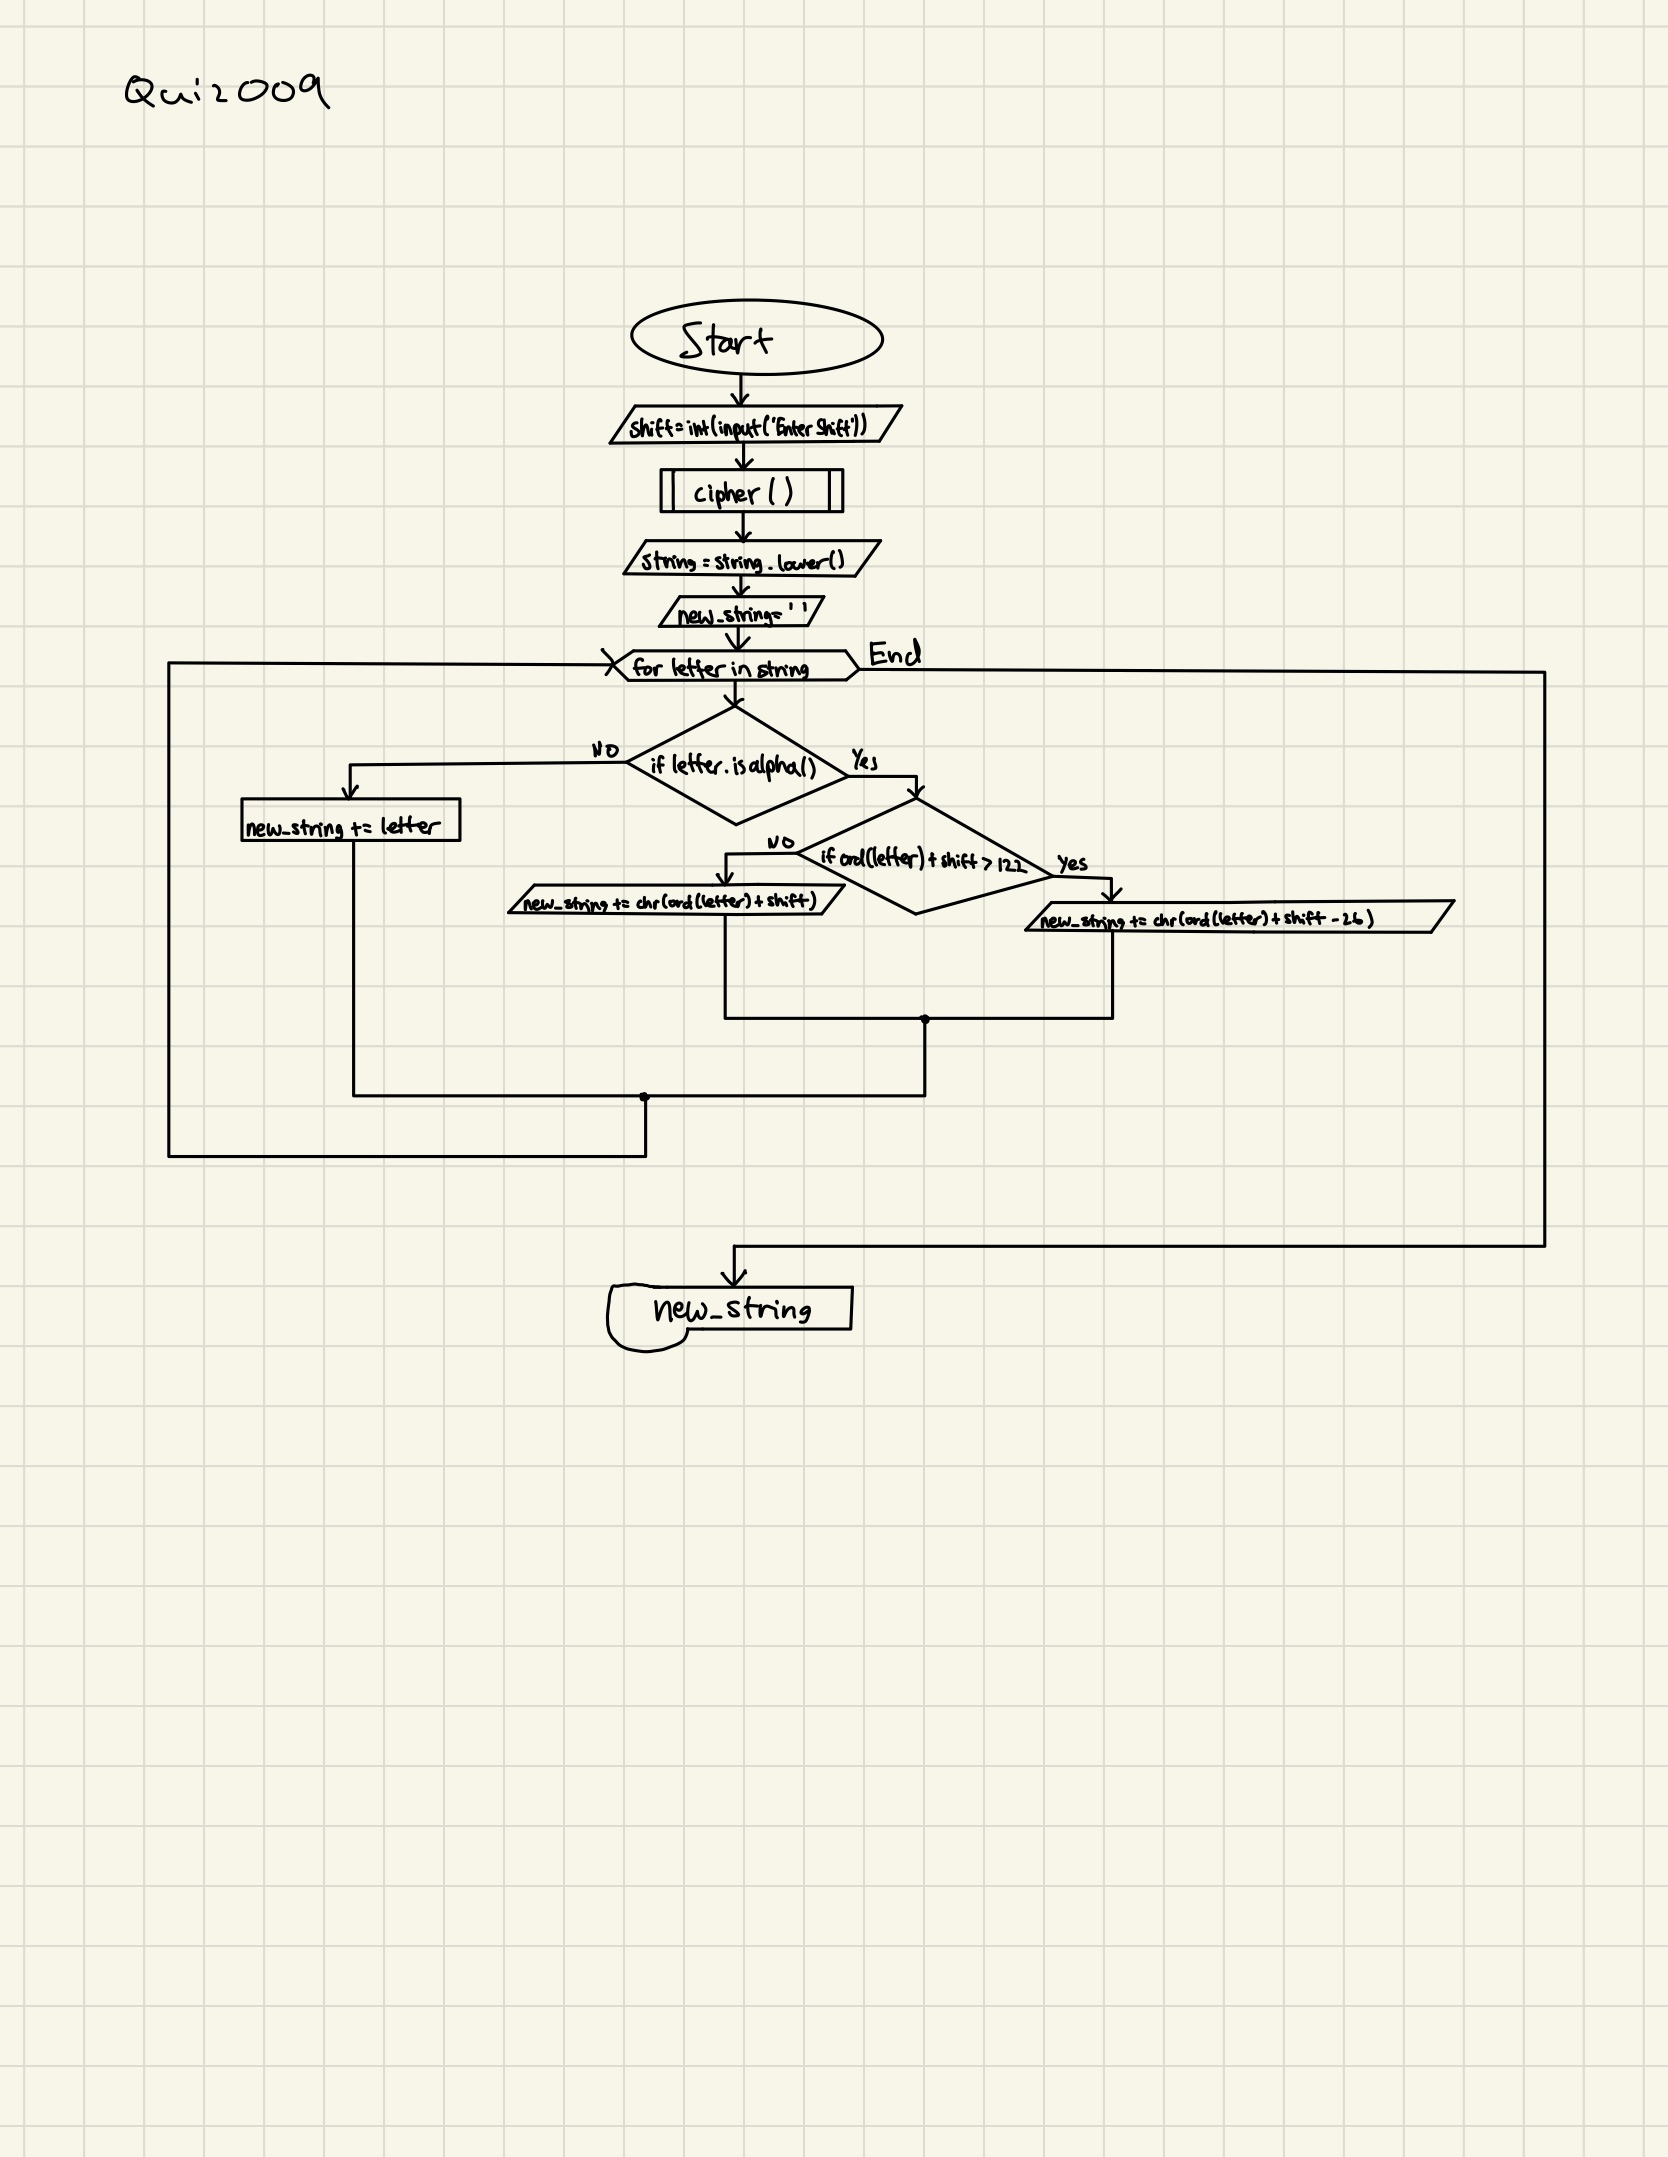 Quiz009
Start
shift=int(input('Enter Shift'))
cipher()
string = string.lower()
new_string=''
End
for letter in string
NO
if letter.isalpha()
Yes
new_string += letter
NO
if ord(letter)+shift>122
Yes
new_string += chr(ord(letter)+shift)
new_string += chr(ord(letter)+shift-26)
new_string